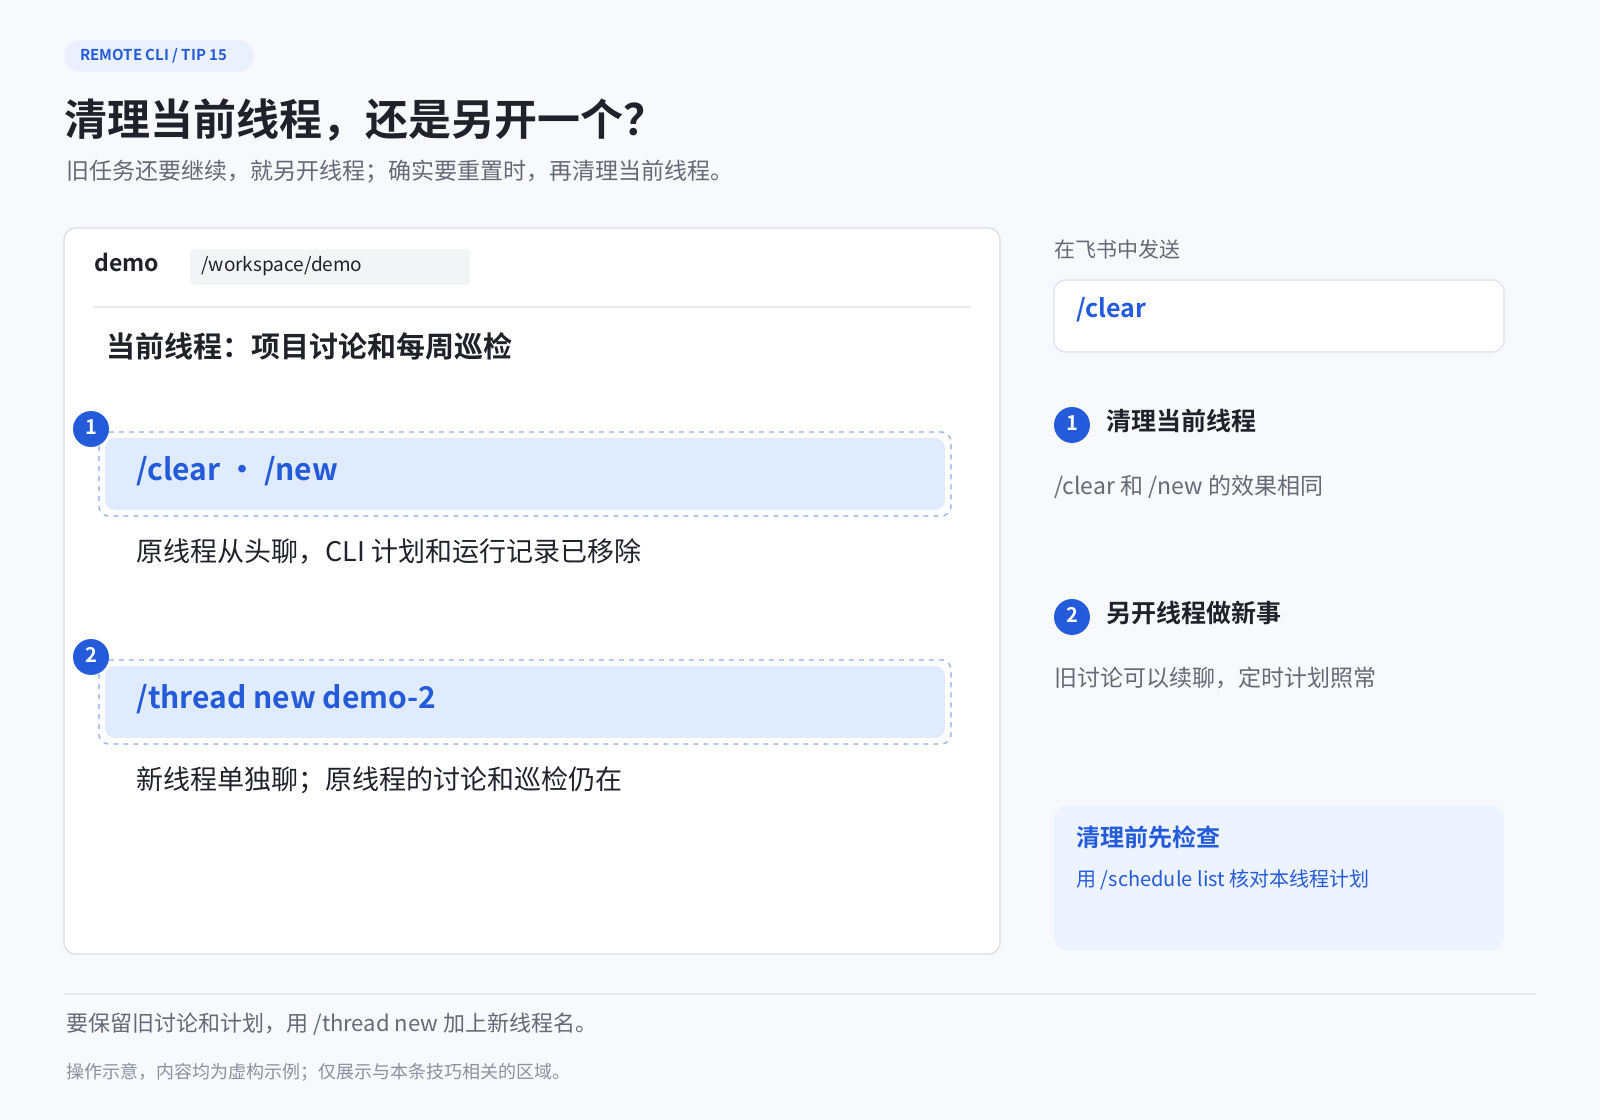 REMOTE CLI / TIP 15
清理当前线程，还是另开一个？
旧任务还要继续，就另开线程；确实要重置时，再清理当前线程。
demo /workspace/demo
当前线程：项目讨论和每周巡检
1
/clear · /new
原线程从头聊，CLI 计划和运行记录已移除
2
/thread new demo-2
新线程单独聊；原线程的讨论和巡检仍在
在飞书中发送
/clear
1 清理当前线程
/clear 和 /new 的效果相同
2 另开线程做新事
旧讨论可以续聊，定时计划照常
清理前先检查
用 /schedule list 核对本线程计划
要保留旧讨论和计划，用 /thread new 加上新线程名。
操作示意，内容均为虚构示例；仅展示与本条技巧相关的区域。